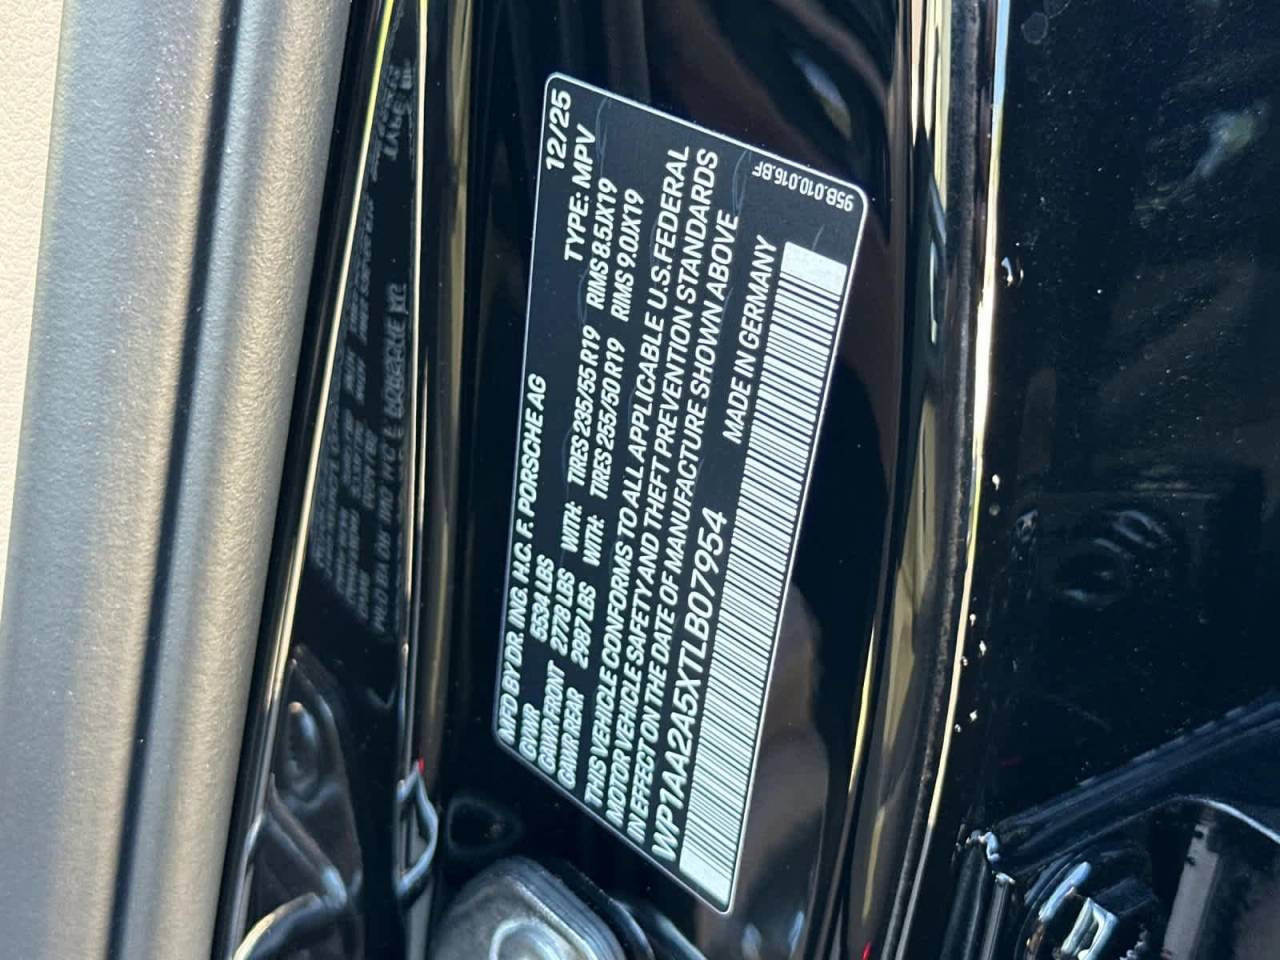 12/25
MFD BY DR. ING. H.C. F. PORSCHE AG
TYPE: MPV
GVWR 5534 LBS
GAWR FRONT 2778 LBS WITH: TIRES 235/55 R19 RIMS 8.5JX19
GAWR REAR 2987 LBS WITH: TIRES 255/50 R19 RIMS 9.0JX19
THIS VEHICLE CONFORMS TO ALL APPLICABLE U.S. FEDERAL
MOTOR VEHICLE SAFETY AND THEFT PREVENTION STANDARDS
IN EFFECT ON THE DATE OF MANUFACTURE SHOWN ABOVE
WP1AA2A5XTLB07954 MADE IN GERMANY
95B.010.016.BF